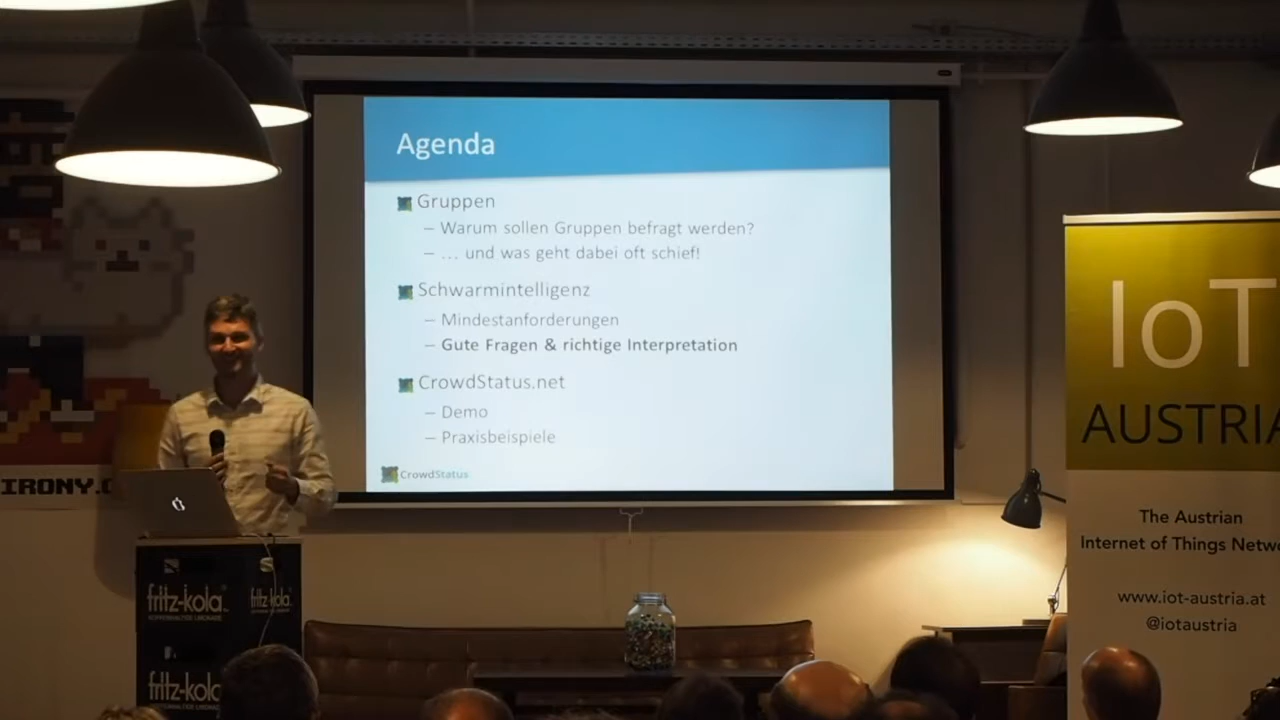 Agenda
Gruppen
– Warum sollen Gruppen befragt werden?
– ... und was geht dabei oft schief!
Schwarmintelligenz
– Mindestanforderungen
– Gute Fragen & richtige Interpretation
CrowdStatus.net
– Demo
– Praxisbeispiele
CrowdStatus
IRONY.
fritz-kola
fritz-kola
fritz-kola
IoT
AUSTRIA
The Austrian
Internet of Things Netw
www.iot-austria.at
@iotaustria